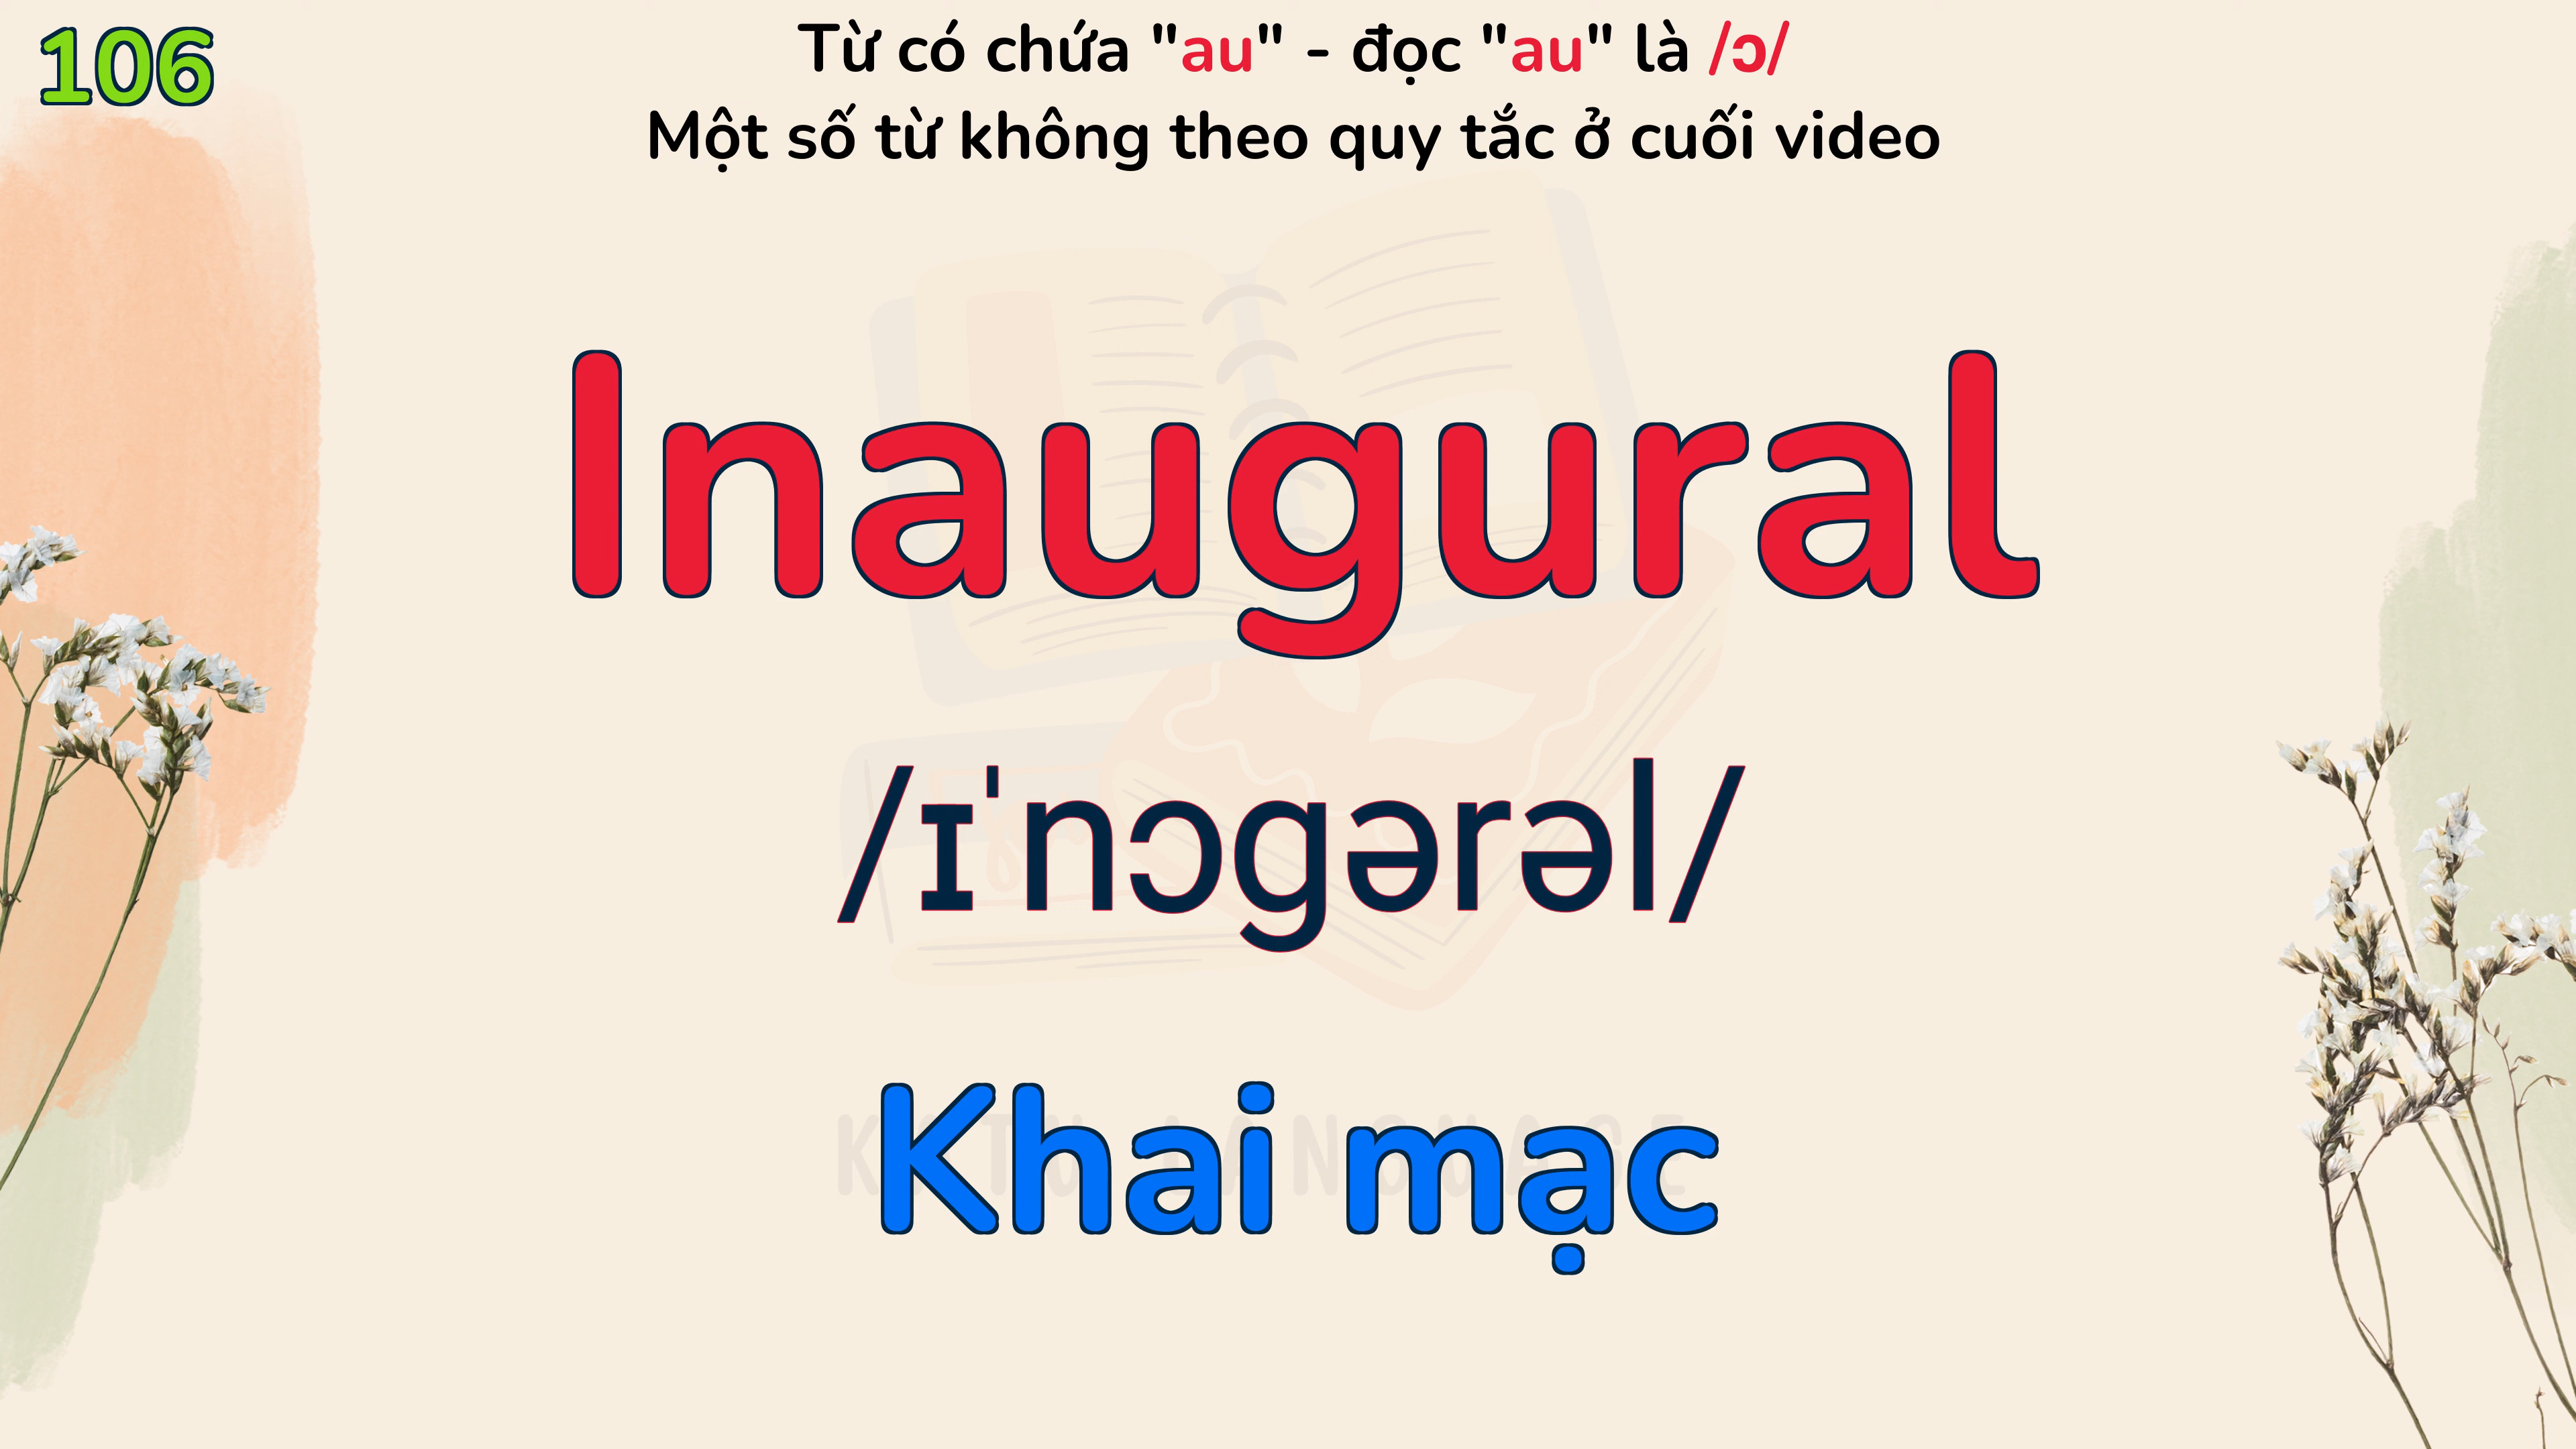 106
Từ có chứa "au" - đọc "au" là /ɔ/
Một số từ không theo quy tắc ở cuối video
Inaugural
/ɪˈnɔgərəl/
Khai mạc